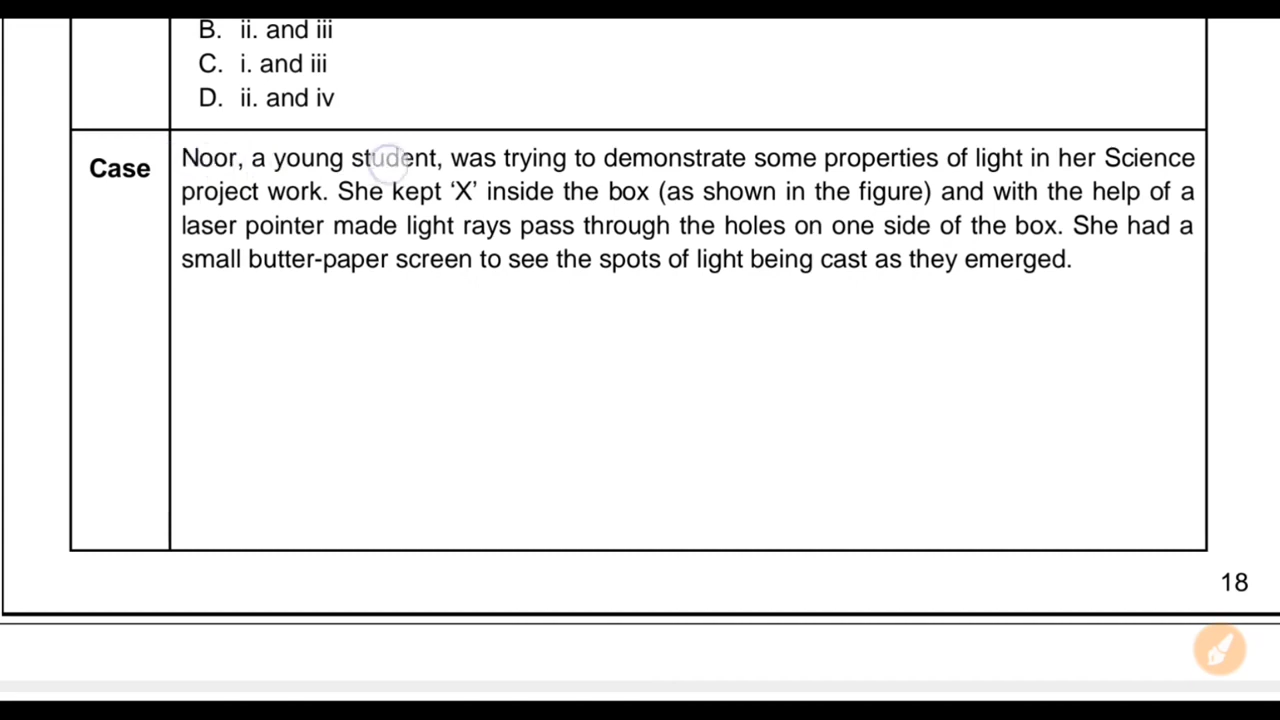 B. ii. and iii
C. i. and iii
D. ii. and iv
Case
Noor, a young student, was trying to demonstrate some properties of light in her Science
project work. She kept ‘X’ inside the box (as shown in the figure) and with the help of a
laser pointer made light rays pass through the holes on one side of the box. She had a
small butter-paper screen to see the spots of light being cast as they emerged.
18